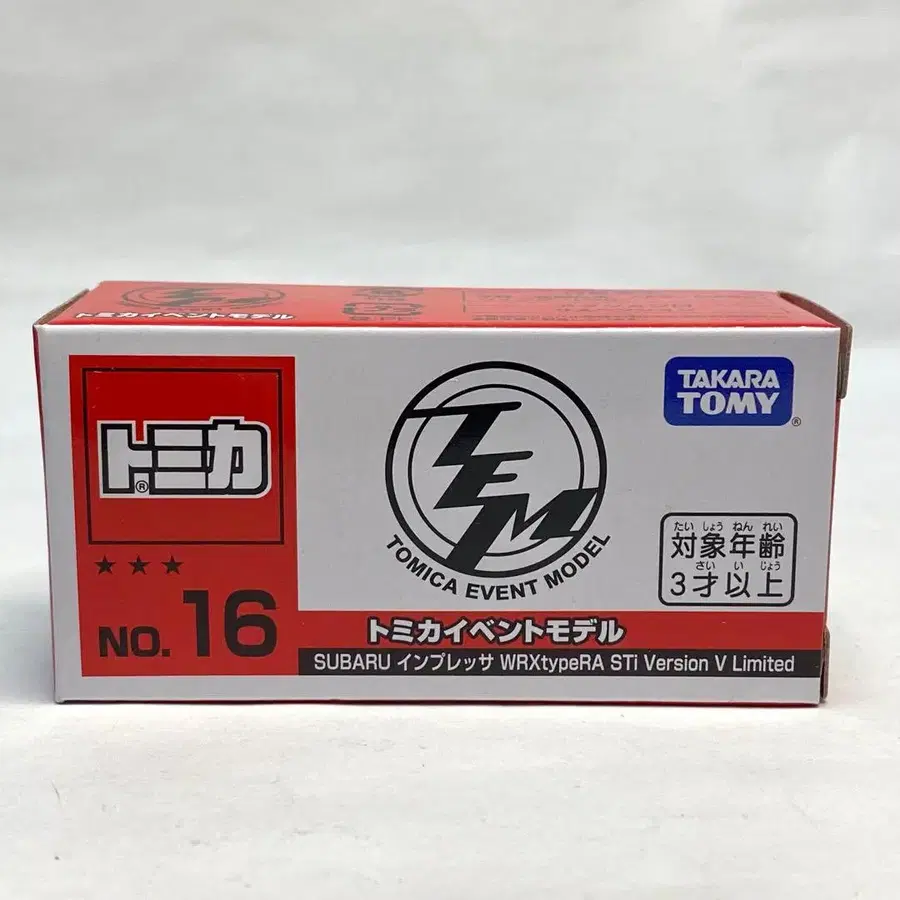 トミカイベントモデル
トミカ®
★★★
NO.16
TEM
TOMICA EVENT MODEL
TAKARA
TOMY®
たい しょう ねん れい
対象年齢
さい い じょう
3才以上
トミカイベントモデル
SUBARU インプレッサ WRXtypeRA STi Version V Limited